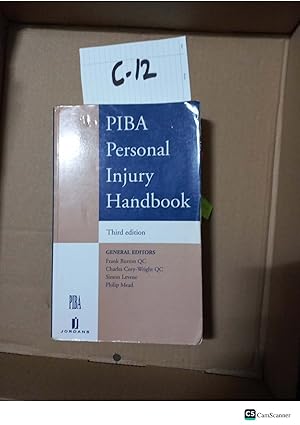 C-12
PIBA
Personal
Injury
Handbook
Third edition
GENERAL EDITORS
Frank Burton QC
Charles Cory-Wright QC
Simon Levene
Philip Mead
PIBA
JORDANS
CS CamScanner